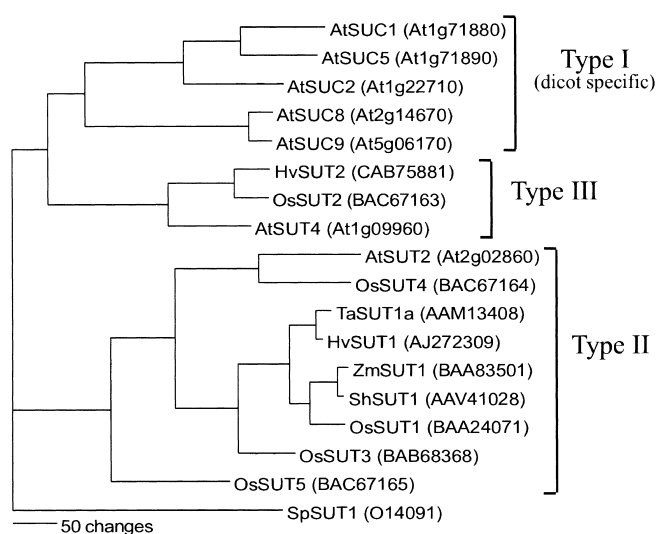 AtSUC1 (At1g71880)
AtSUC5 (At1g71890)
Type I
(dicot specific)
AtSUC2 (At1g22710)
AtSUC8 (At2g14670)
AtSUC9 (At5g06170)
HvSUT2 (CAB75881)
Type III
OsSUT2 (BAC67163)
AtSUT4 (At1g09960)
AtSUT2 (At2g02860)
OsSUT4 (BAC67164)
TaSUT1a (AAM13408)
HvSUT1 (AJ272309)
Type II
ZmSUT1 (BAA83501)
ShSUT1 (AAV41028)
OsSUT1 (BAA24071)
OsSUT3 (BAB68368)
OsSUT5 (BAC67165)
SpSUT1 (O14091)
50 changes